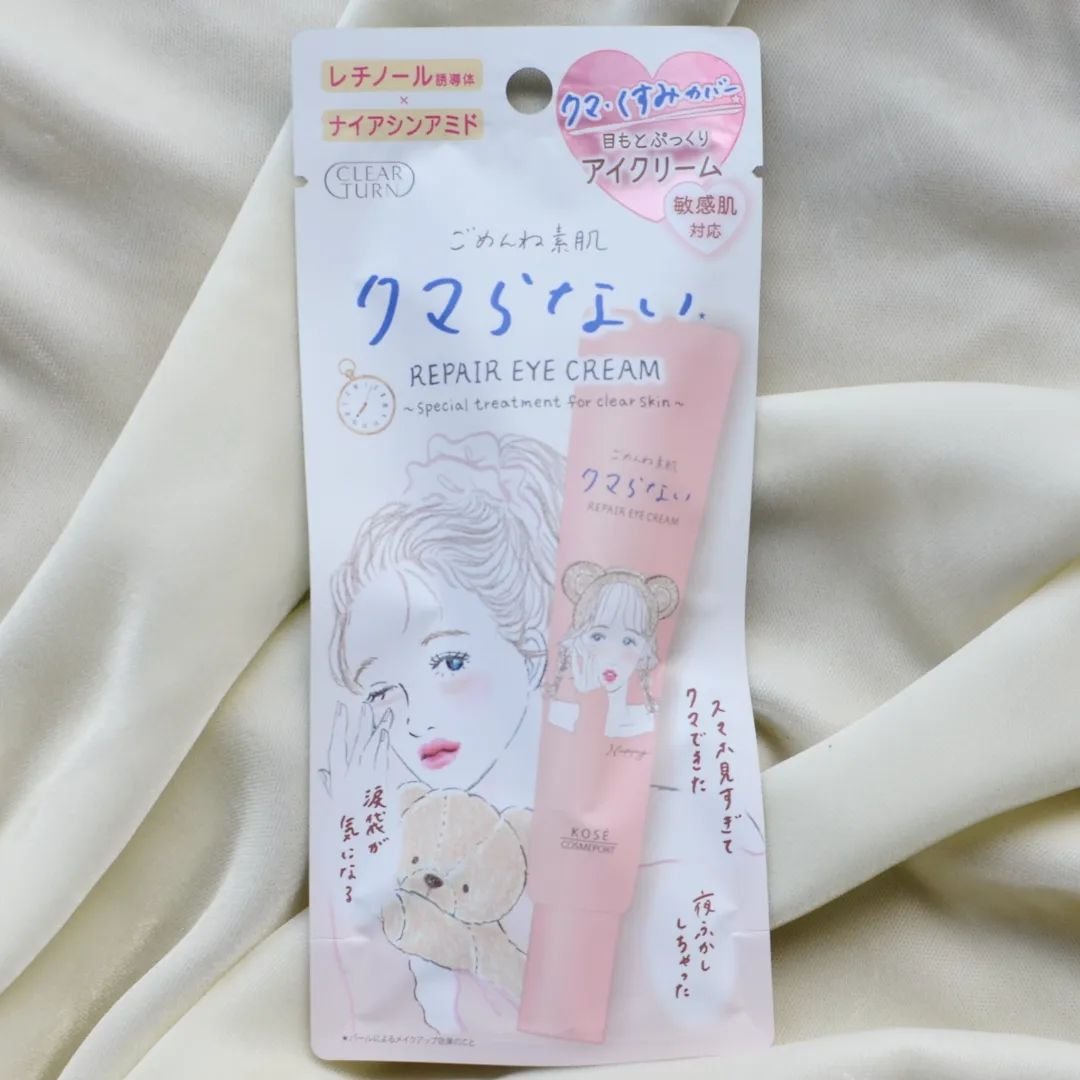 レチノール誘導体
×
ナイアシンアミド
CLEAR
TURN
クマ・くすみカバー★
目もとぷっくり
アイクリーム
敏感肌
対応
ごめんね素肌
クマらない★
REPAIR EYE CREAM
~special treatment for clear skin~
ごめんね素肌
クマらない
REPAIR EYE CREAM
Happy
KOSÉ
COSMEPORT
スマホ見すぎて
クマできた
涙袋が
気になる
夜ふかし
しちゃった
★パールによるメイクアップ効果のこと